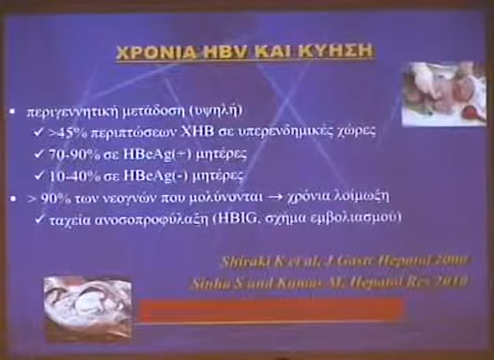 ΧΡΟΝΙΑ HBV ΚΑΙ ΚΥΗΣΗ
• περιγεννητική μετάδοση (υψηλή)
✓ >45% περιπτώσεων ΧΗΒ σε υπερενδημικές χώρες
✓ 70-90% σε HBeAg(+) μητέρες
✓ 10-40% σε HBeAg(-) μητέρες
• > 90% των νεογνών που μολύνονται → χρόνια λοίμωξη
✓ ταχεία ανοσοπροφύλαξη (HBIG, σχήμα εμβολιασμού)
Shiraki K et al, J Gastr Hepatol 2000
Sinha S and Kumar M, Hepatol Res 2010